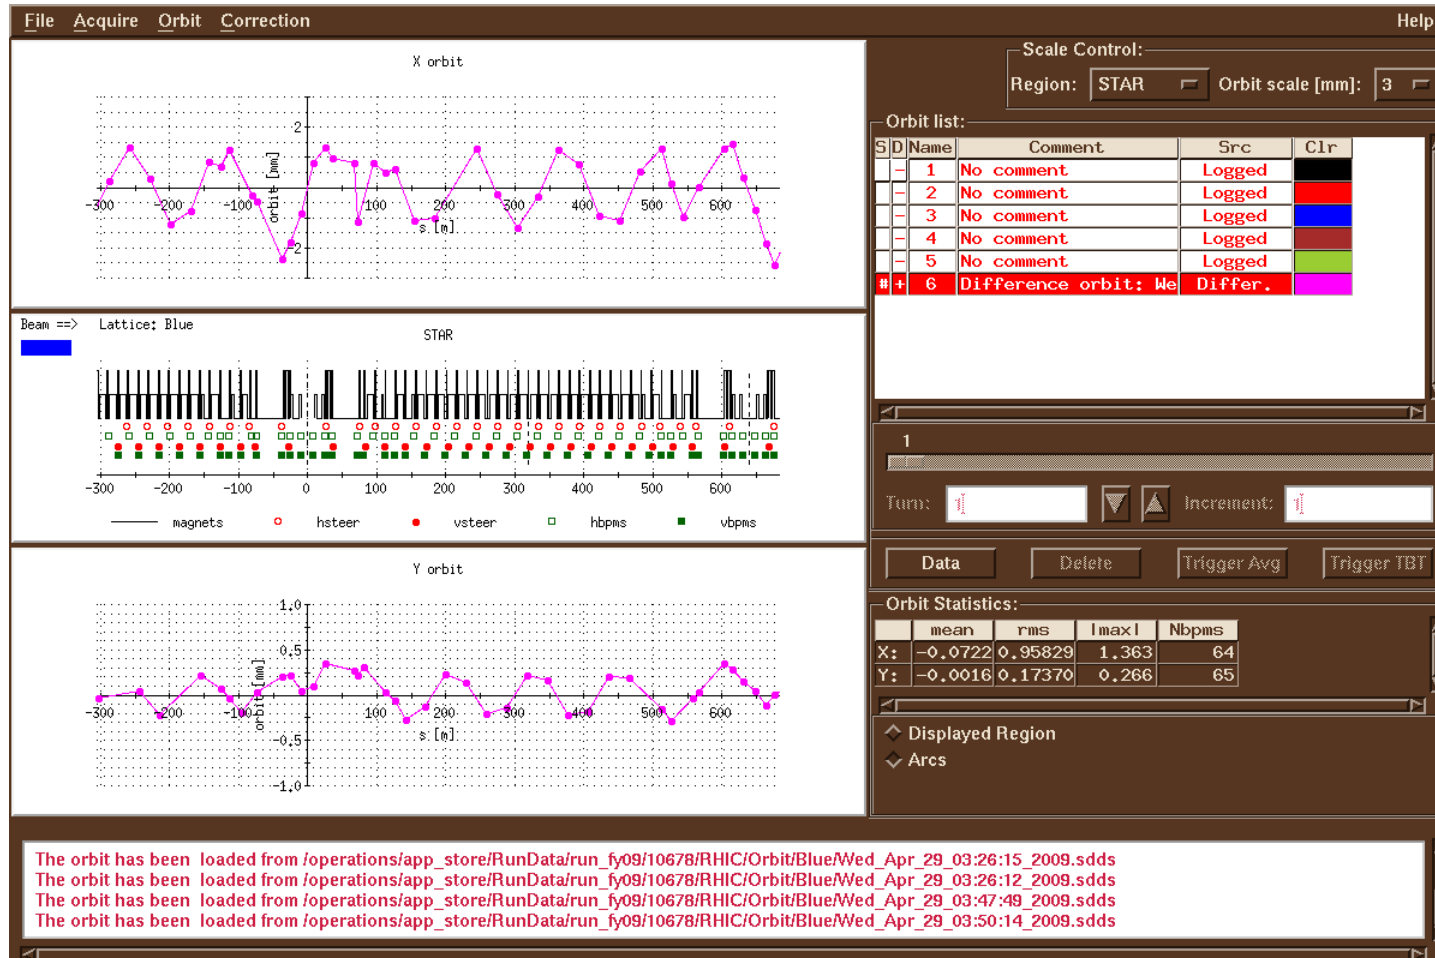 File Acquire Orbit Correction Help
X orbit
2
-300 -200 -100 100 200 300 400 500 600
-2
orbit [mm]
s [m]
Beam ==> Lattice: Blue
STAR
-300 -200 -100 0 100 200 300 400 500 600
magnets hsteer vsteer hbpms vbpms
Y orbit
1.0
0.5
-300 -200 -100 100 200 300 400 500 600
-0.5
-1.0
orbit [mm]
s [m]
Scale Control:
Region: STAR Orbit scale [mm]: 3
Orbit list:
S D Name Comment Src Clr
- 1 No comment Logged
- 2 No comment Logged
- 3 No comment Logged
- 4 No comment Logged
- 5 No comment Logged
# + 6 Difference orbit: We Differ.
1
Turn: 1 Increment: 1
Data Delete Trigger Avg Trigger TBT
Orbit Statistics:
mean rms |max| Nbpms
X: -0.0722 0.95829 1.363 64
Y: -0.0016 0.17370 0.266 65
Displayed Region
Arcs
The orbit has been loaded from /operations/app_store/RunData/run_fy09/10678/RHIC/Orbit/Blue/Wed_Apr_29_03:26:15_2009.sdds
The orbit has been loaded from /operations/app_store/RunData/run_fy09/10678/RHIC/Orbit/Blue/Wed_Apr_29_03:26:12_2009.sdds
The orbit has been loaded from /operations/app_store/RunData/run_fy09/10678/RHIC/Orbit/Blue/Wed_Apr_29_03:47:49_2009.sdds
The orbit has been loaded from /operations/app_store/RunData/run_fy09/10678/RHIC/Orbit/Blue/Wed_Apr_29_03:50:14_2009.sdds